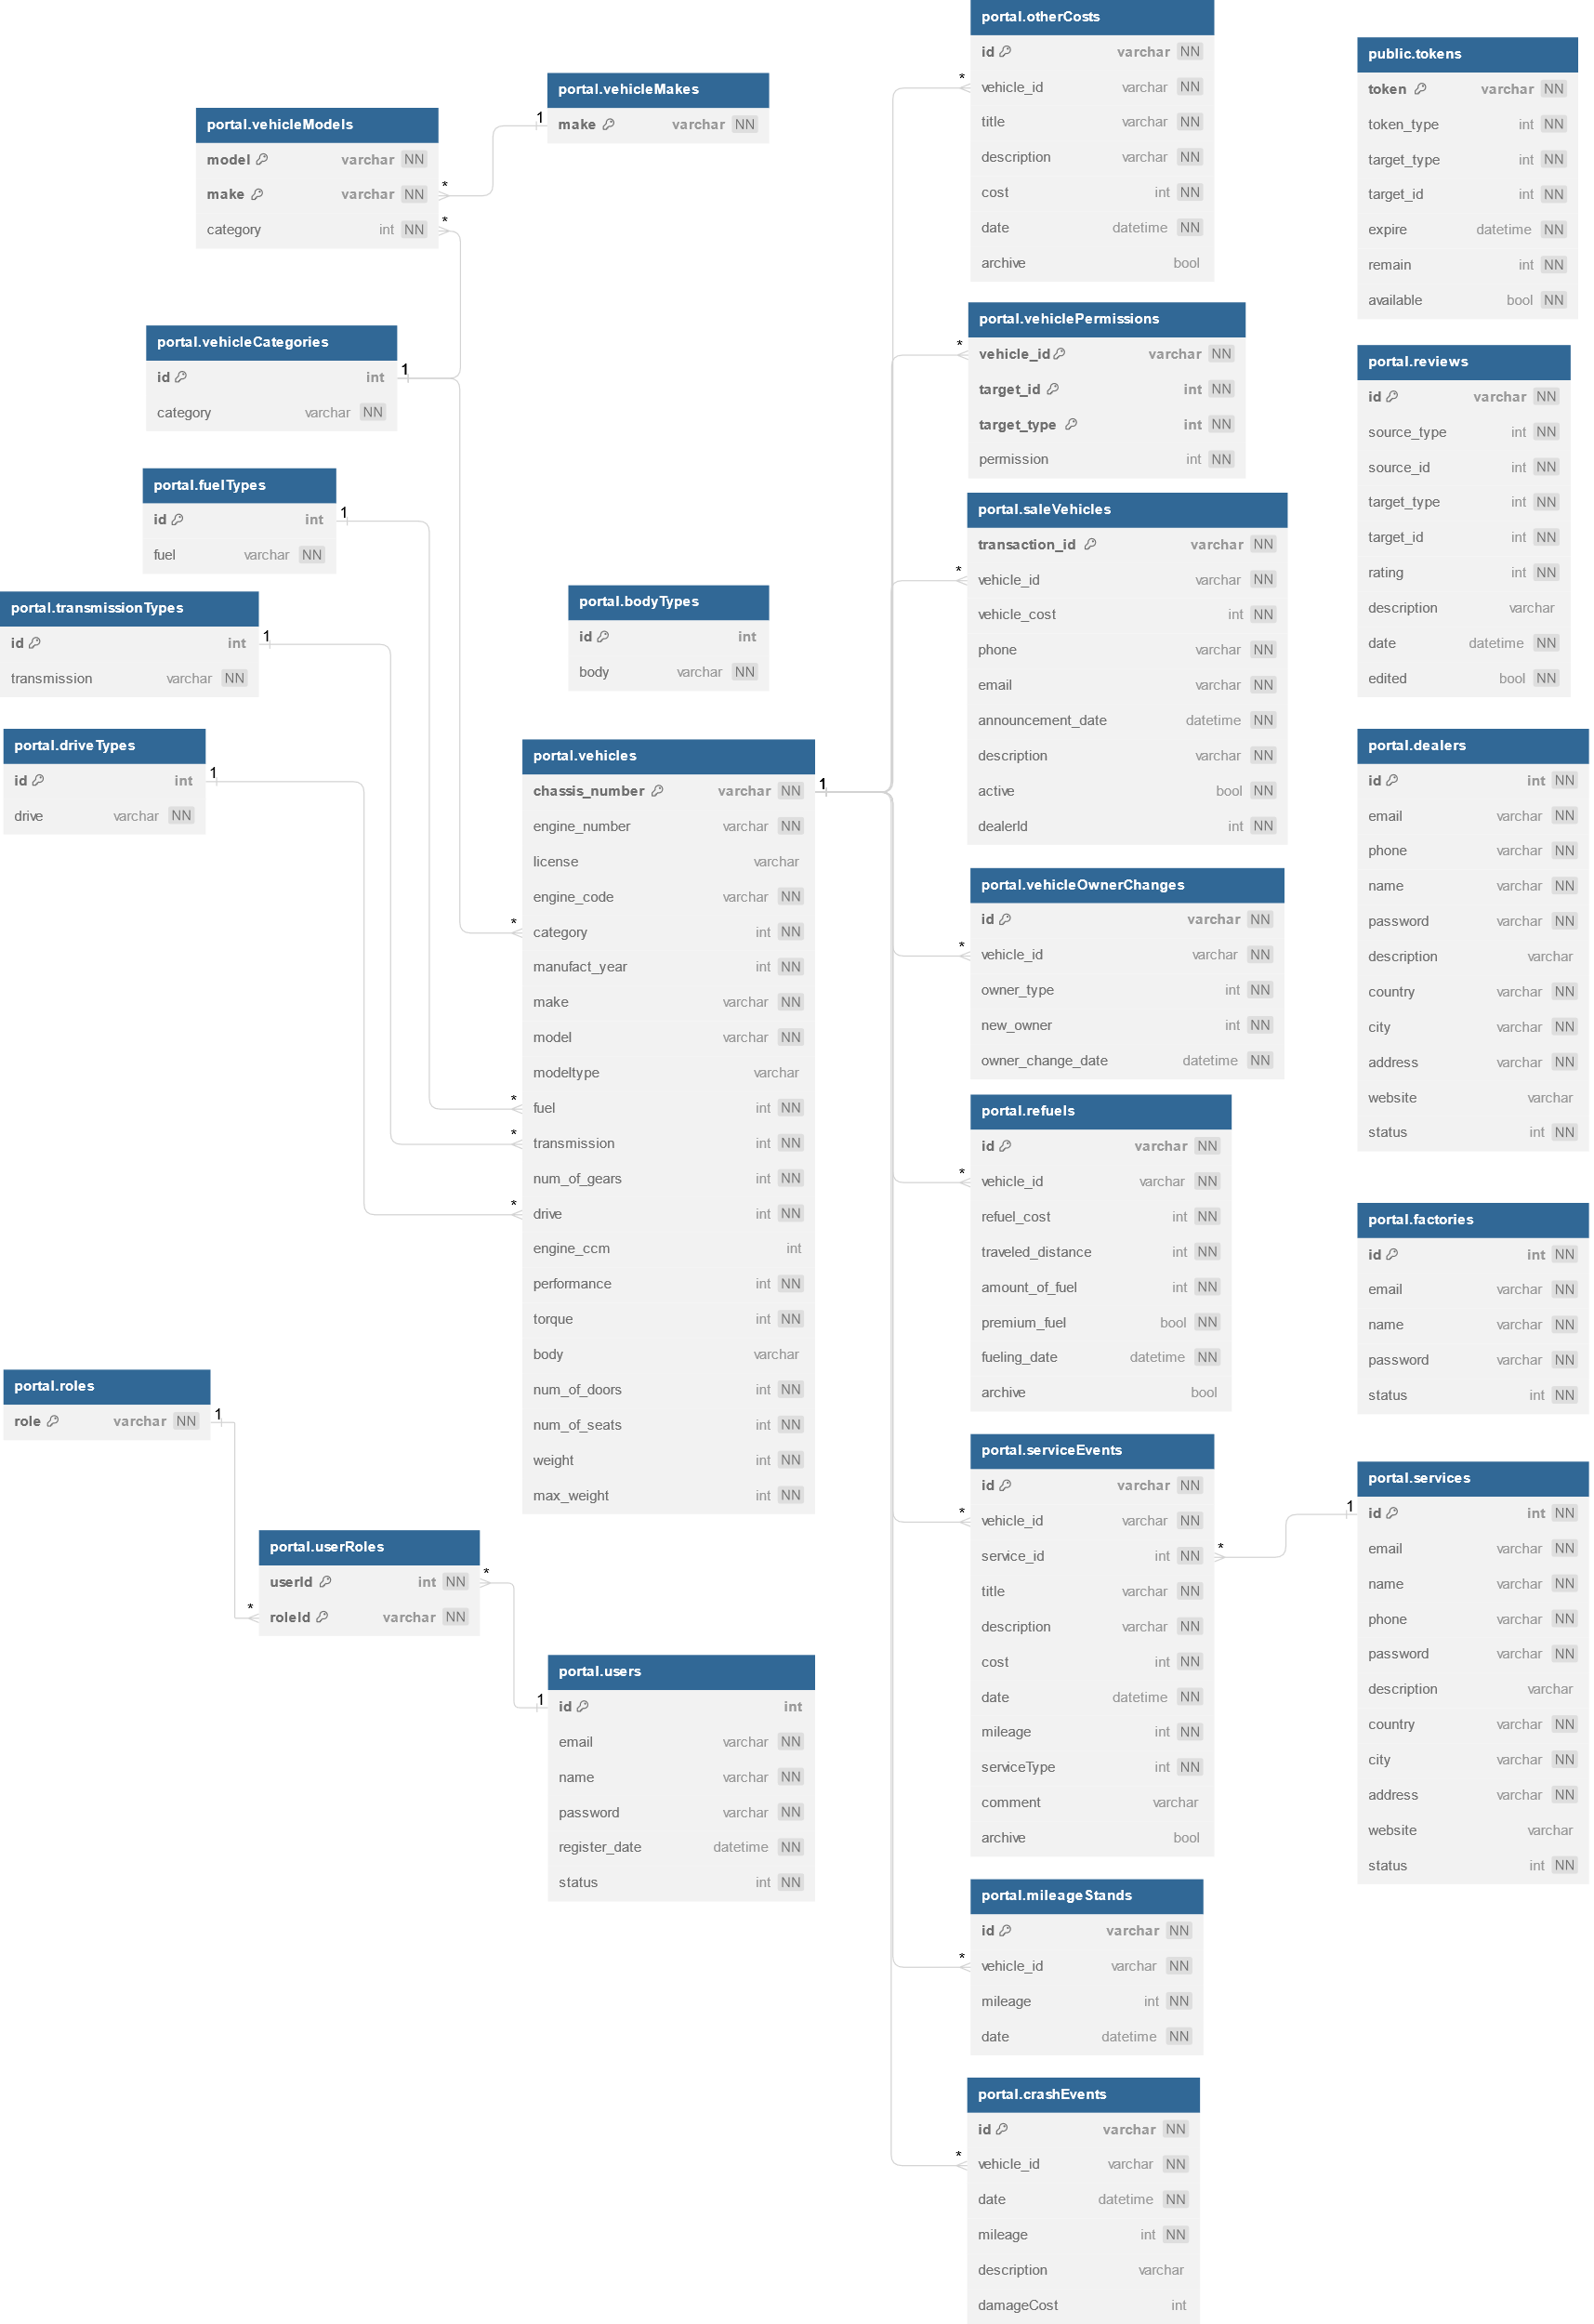 portal.otherCosts
id varchar NN
* vehicle_id varchar NN
title varchar NN
description varchar NN
cost int NN
date datetime NN
archive bool
public.tokens
token varchar NN
token_type int NN
target_type int NN
target_id int NN
expire datetime NN
remain int NN
available bool NN
portal.vehicleMakes
1 make varchar NN
portal.vehicleModels
model varchar NN
make varchar NN *
category int NN *
portal.vehiclePermissions
* vehicle_id varchar NN
target_id int NN
target_type int NN
permission int NN
portal.vehicleCategories
id int 1
category varchar NN
portal.reviews
id varchar NN
source_type int NN
source_id int NN
target_type int NN
target_id int NN
rating int NN
description varchar
date datetime NN
edited bool NN
portal.fuelTypes
id int 1
fuel varchar NN
portal.saleVehicles
transaction_id varchar NN
* vehicle_id varchar NN
vehicle_cost int NN
phone varchar NN
email varchar NN
announcement_date datetime NN
description varchar NN
active bool NN
dealerId int NN
portal.transmissionTypes
id int 1
transmission varchar NN
portal.bodyTypes
id int
body varchar NN
portal.driveTypes
id int 1
drive varchar NN
portal.vehicles
chassis_number varchar NN 1
engine_number varchar NN
license varchar
engine_code varchar NN
* category int NN
manufact_year int NN
make varchar NN
model varchar NN
modeltype varchar
* fuel int NN
* transmission int NN
num_of_gears int NN
* drive int NN
engine_ccm int
performance int NN
torque int NN
body varchar
num_of_doors int NN
num_of_seats int NN
weight int NN
max_weight int NN
portal.dealers
id int NN
email varchar NN
phone varchar NN
name varchar NN
password varchar NN
description varchar
country varchar NN
city varchar NN
address varchar NN
website varchar
status int NN
portal.vehicleOwnerChanges
id varchar NN
* vehicle_id varchar NN
owner_type int NN
new_owner int NN
owner_change_date datetime NN
portal.refuels
id varchar NN
* vehicle_id varchar NN
refuel_cost int NN
traveled_distance int NN
amount_of_fuel int NN
premium_fuel bool NN
fueling_date datetime NN
archive bool
portal.factories
id int NN
email varchar NN
name varchar NN
password varchar NN
status int NN
portal.roles
role varchar NN 1
portal.userRoles
userId int NN *
* roleId varchar NN
portal.users
1 id int
email varchar NN
name varchar NN
password varchar NN
register_date datetime NN
status int NN
portal.serviceEvents
id varchar NN
* vehicle_id varchar NN
service_id int NN *
title varchar NN
description varchar NN
cost int NN
date datetime NN
mileage int NN
serviceType int NN
comment varchar
archive bool
portal.services
1 id int NN
email varchar NN
name varchar NN
phone varchar NN
password varchar NN
description varchar
country varchar NN
city varchar NN
address varchar NN
website varchar
status int NN
portal.mileageStands
id varchar NN
* vehicle_id varchar NN
mileage int NN
date datetime NN
portal.crashEvents
id varchar NN
* vehicle_id varchar NN
date datetime NN
mileage int NN
description varchar
damageCost int